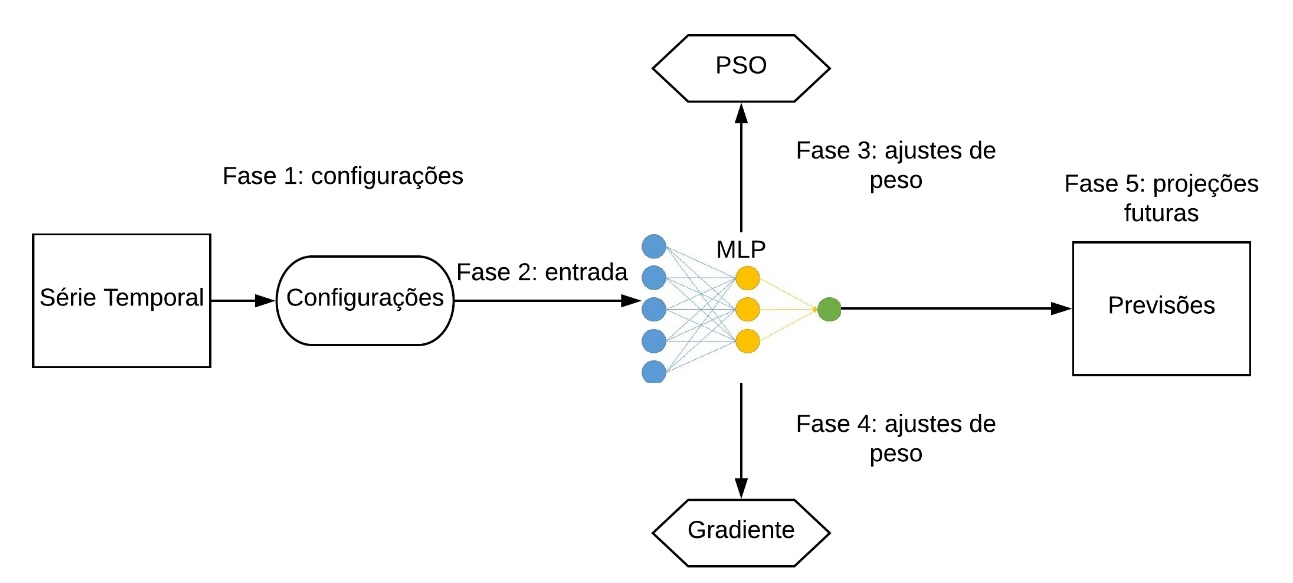 PSO
Fase 3: ajustes de
peso
Fase 1: configurações
Fase 5: projeções
futuras
MLP
Fase 2: entrada
Série Temporal
Configurações
Previsões
Fase 4: ajustes de
peso
Gradiente